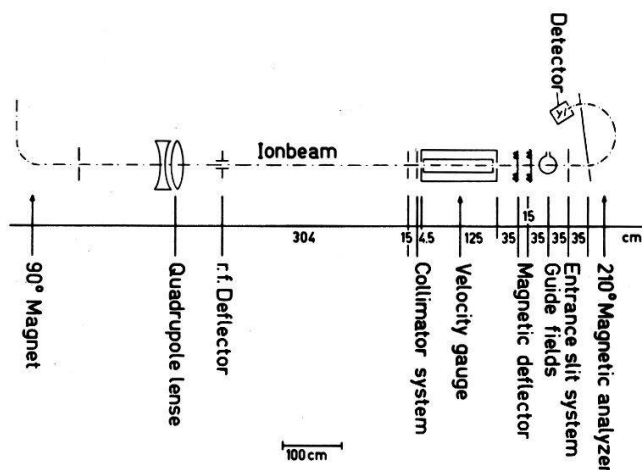 Detector
Ionbeam
304
15
4.5
125
35
15
35
35
35
cm
90° Magnet
Quadrupole lense
r.f. Deflector
Collimator system
Velocity gauge
Magnetic deflector
Guide fields
Entrance slit system
210° Magnetic analyzer
100 cm